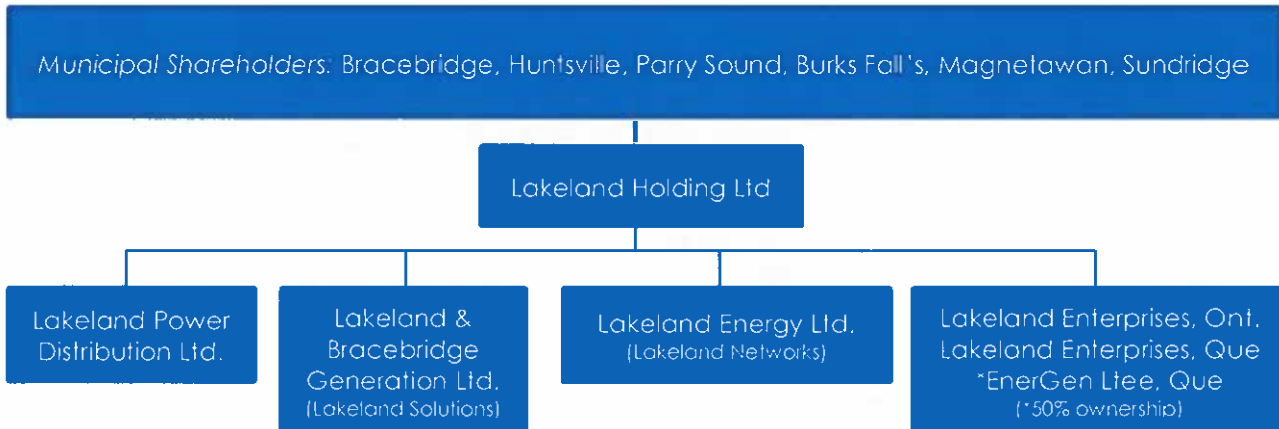 Municipal Shareholders: Bracebridge, Huntsville, Parry Sound, Burks Fall's, Magnetawan, Sundridge
Lakeland Holding Ltd
Lakeland Power
Distribution Ltd.
Lakeland &
Bracebridge
Generation Ltd.
(Lakeland Solutions)
Lakeland Energy Ltd.
(Lakeland Networks)
Lakeland Enterprises, Ont.
Lakeland Enterprises, Que
*EnerGen Ltee, Que
(*50% ownership)